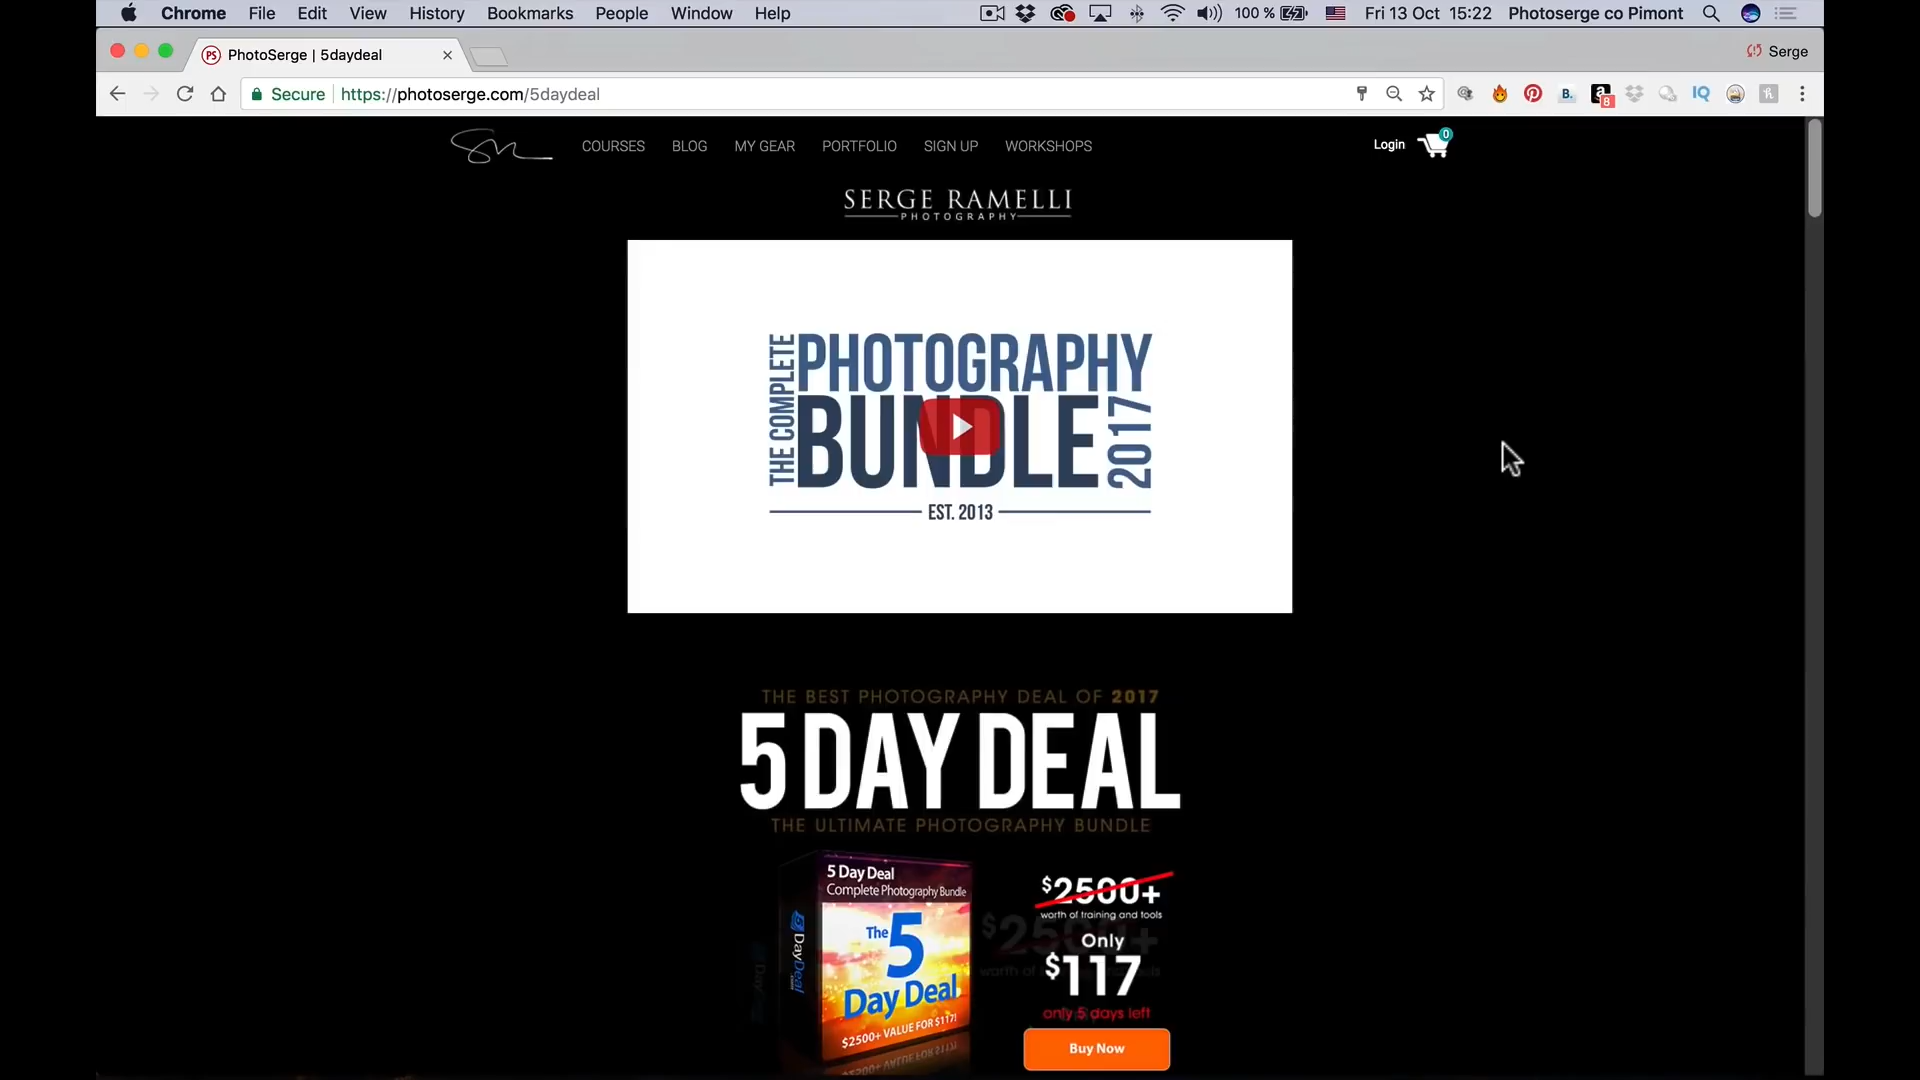 Chrome File Edit View History Bookmarks People Window Help 100 % Fri 13 Oct 15:22 Photoserge co Pimont
PS PhotoSerge | 5daydeal Serge
Secure https://photoserge.com/5daydeal B. a 8 IQ
COURSES BLOG MY GEAR PORTFOLIO SIGN UP WORKSHOPS Login 0
SERGE RAMELLI
PHOTOGRAPHY
THE COMPLETE
PHOTOGRAPHY
BUNDLE
2017
EST. 2013
THE BEST PHOTOGRAPHY DEAL OF 2017
5 DAY DEAL
THE ULTIMATE PHOTOGRAPHY BUNDLE
5 Day Deal
Complete Photography Bundle
5DayDeal
The 5
Day Deal
$2500+ VALUE FOR $117!
$2500+
worth of training and tools
Only
$117
only 5 days left
Buy Now